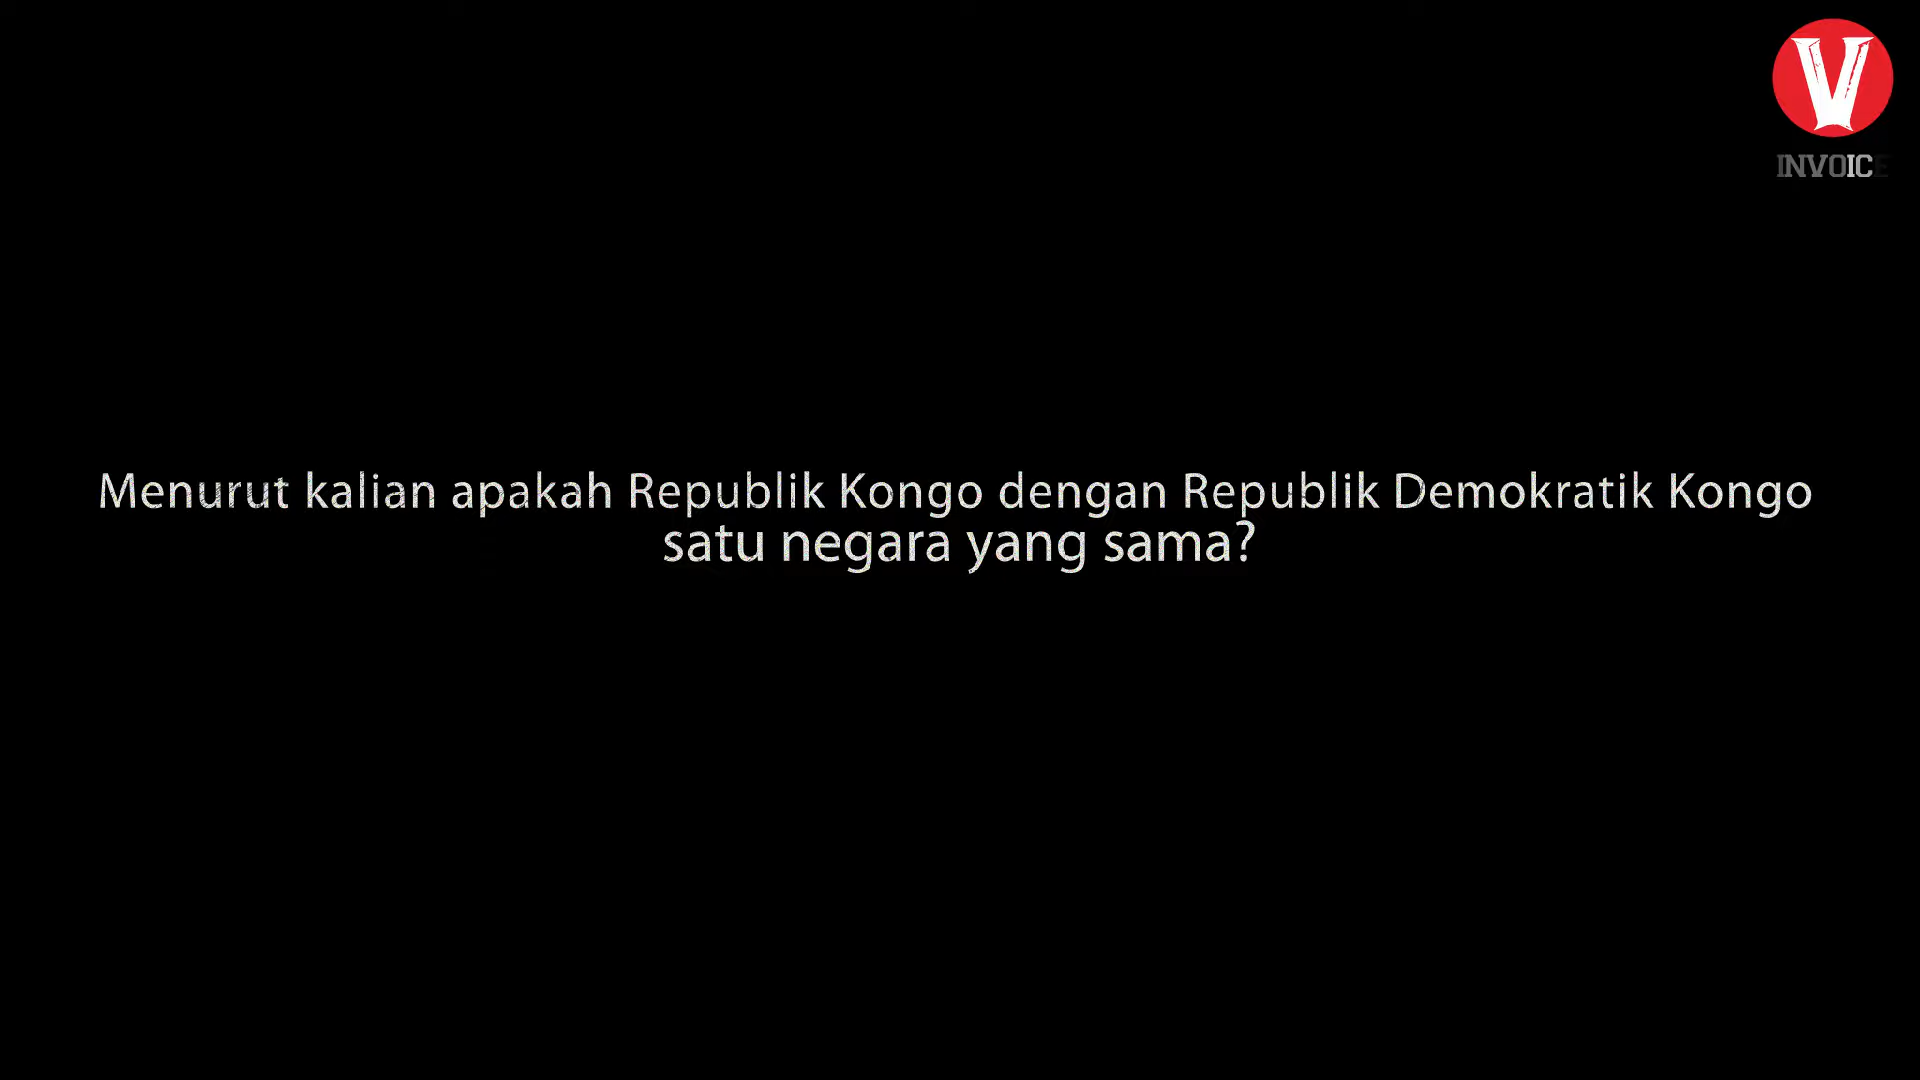 V
INVOICE
Menurut kalian apakah Republik Kongo dengan Republik Demokratik Kongo
satu negara yang sama?